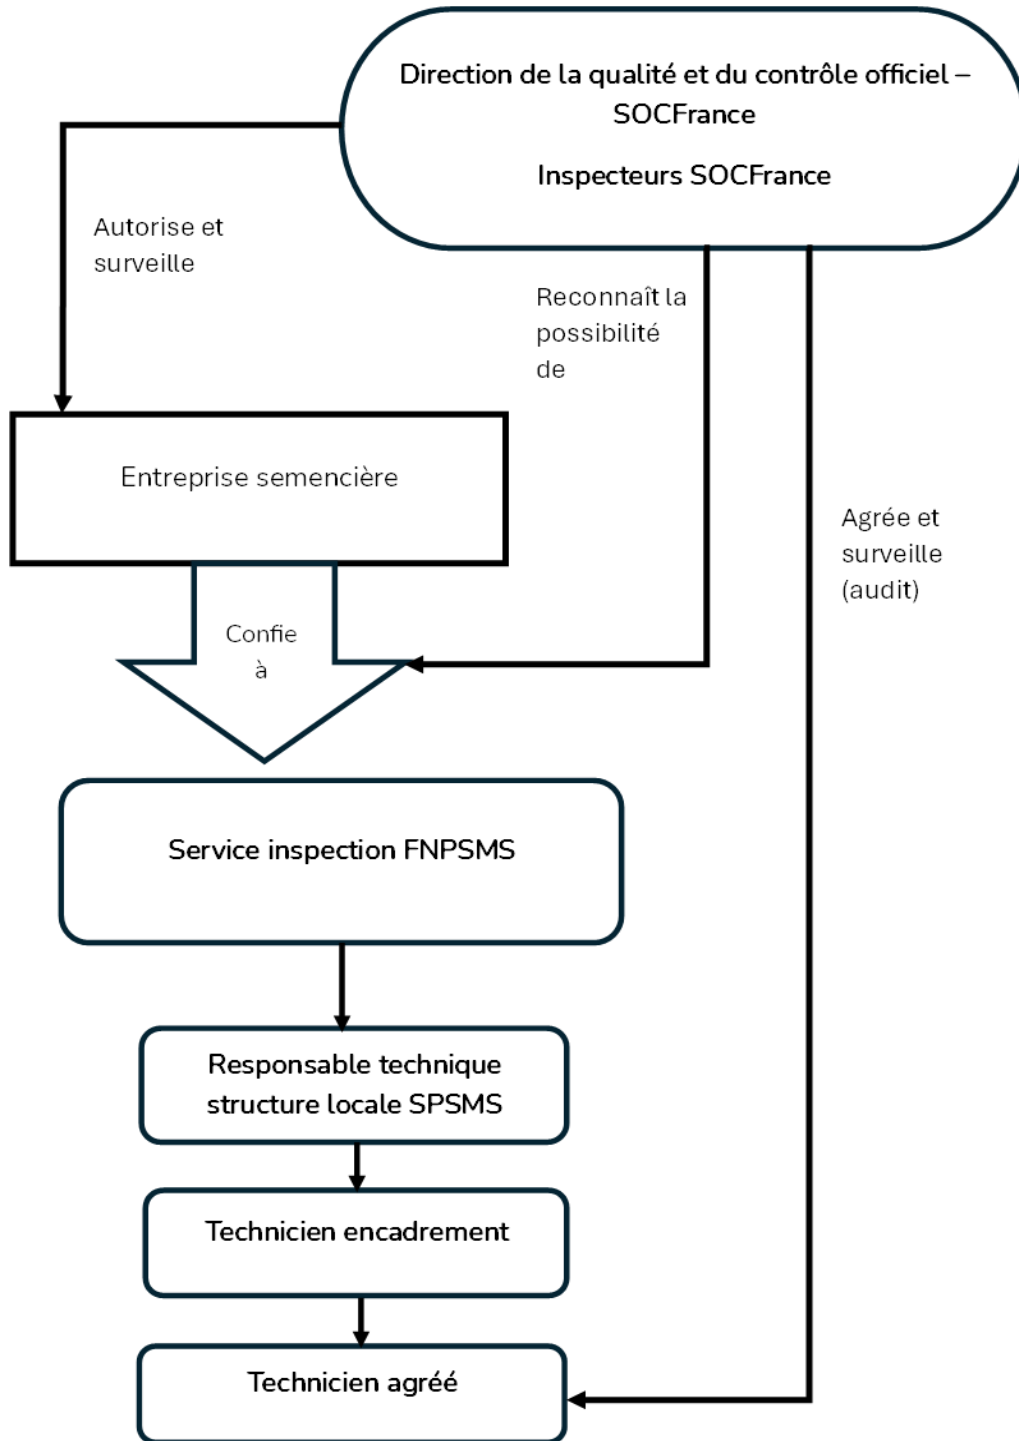 Direction de la qualité et du contrôle officiel –
SOCFrance
Inspecteurs SOCFrance
Autorise et
surveille
Reconnaît la
possibilité
de
Entreprise semencière
Agrée et
surveille
(audit)
Confie
à
Service inspection FNPSMS
Responsable technique
structure locale SPSMS
Technicien encadrement
Technicien agréé